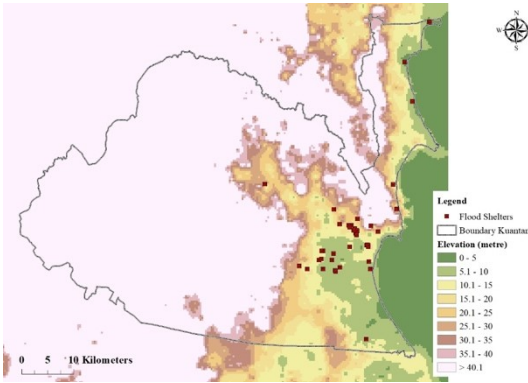 N
W E
S
Legend
Flood Shelters
Boundary Kuantan
Elevation (metre)
0 - 5
5.1 - 10
10.1 - 15
15.1 - 20
20.1 - 25
25.1 - 30
30.1 - 35
35.1 - 40
> 40.1
0 5 10 Kilometers